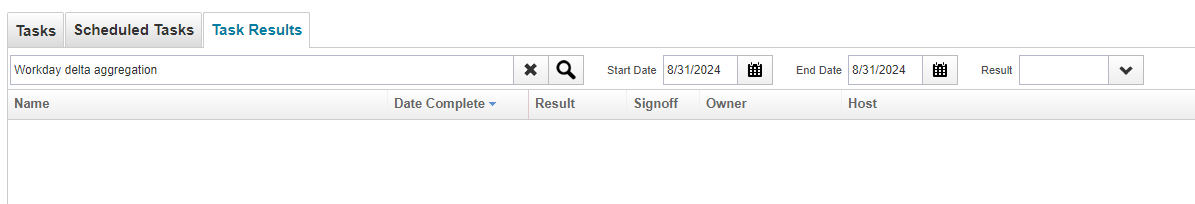 Tasks Scheduled Tasks Task Results
Workday delta aggregation Start Date 8/31/2024 End Date 8/31/2024 Result
Name Date Complete Result Signoff Owner Host